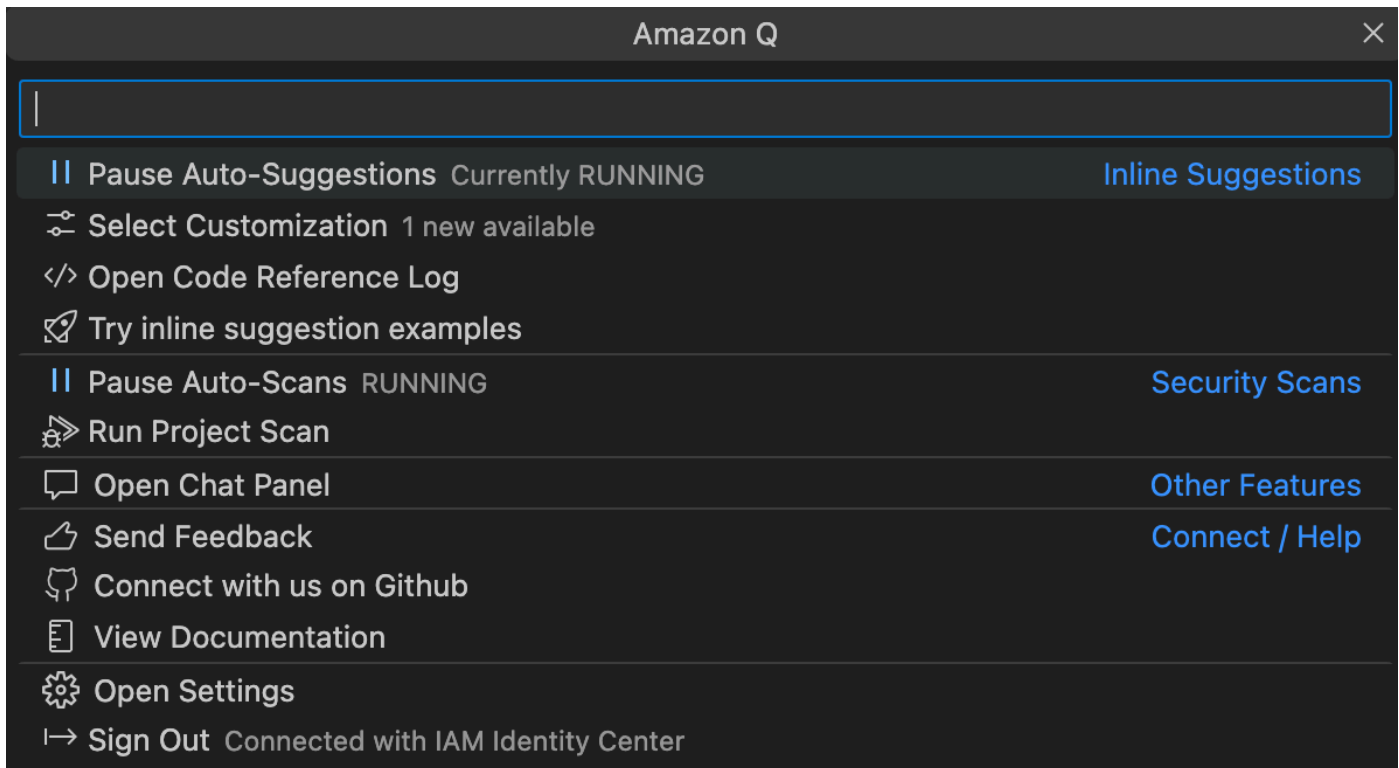 Amazon Q
Pause Auto-Suggestions Currently RUNNING Inline Suggestions
Select Customization 1 new available
Open Code Reference Log
Try inline suggestion examples
Pause Auto-Scans RUNNING Security Scans
Run Project Scan
Open Chat Panel Other Features
Send Feedback Connect / Help
Connect with us on Github
View Documentation
Open Settings
Sign Out Connected with IAM Identity Center